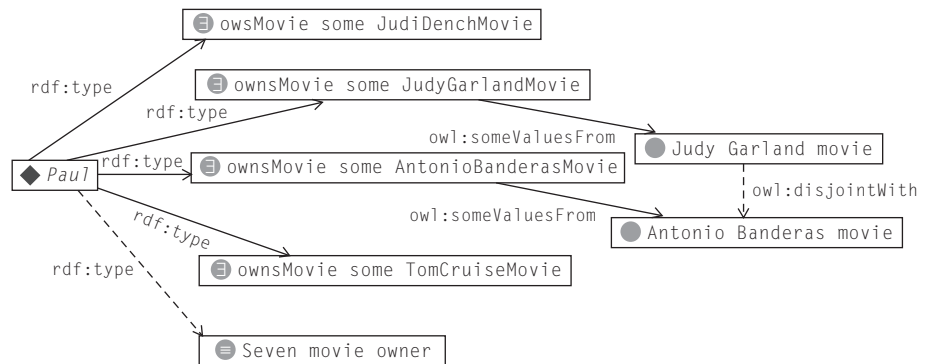 owsMovie some JudiDenchMovie
rdf:type
ownsMovie some JudyGarlandMovie
rdf:type
owl:someValuesFrom
Judy Garland movie
rdf:type
ownsMovie some AntonioBanderasMovie
Paul
owl:disjointWith
owl:someValuesFrom
rdf:type
Antonio Banderas movie
rdf:type
ownsMovie some TomCruiseMovie
Seven movie owner